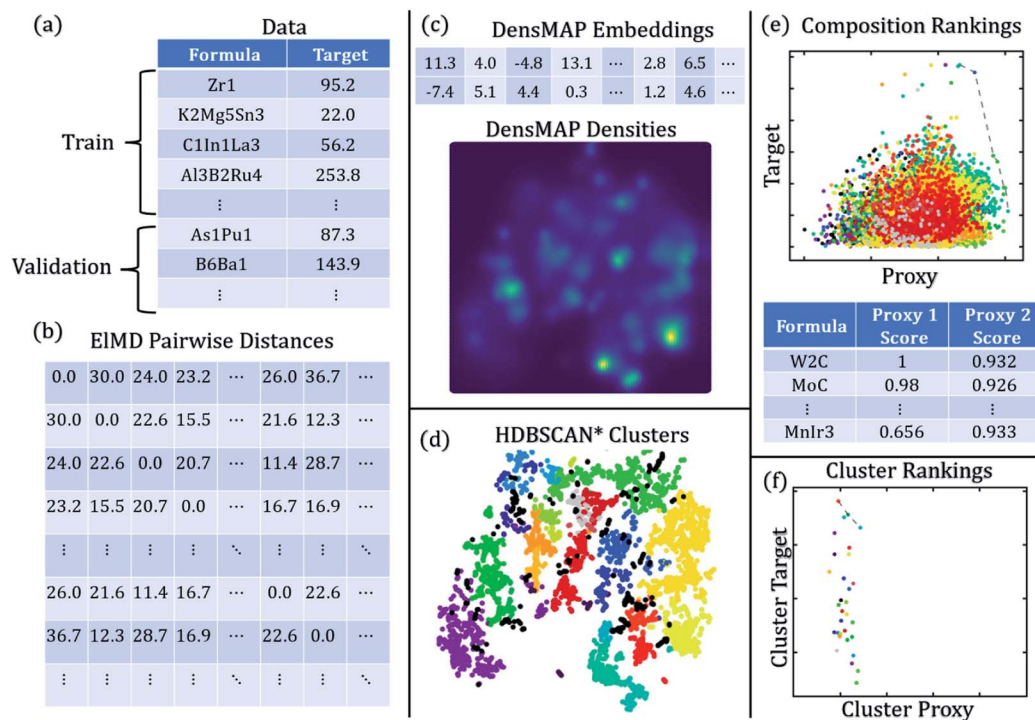 (a)
Data
Formula Target
Zr1 95.2
K2Mg5Sn3 22.0
C1In1La3 56.2
Al3B2Ru4 253.8
⋮ ⋮
As1Pu1 87.3
B6Ba1 143.9
⋮ ⋮
Train
Validation
(b)
ElMD Pairwise Distances
0.0 30.0 24.0 23.2 ⋯ 26.0 36.7 ⋯
30.0 0.0 22.6 15.5 ⋯ 21.6 12.3 ⋯
24.0 22.6 0.0 20.7 ⋯ 11.4 28.7 ⋯
23.2 15.5 20.7 0.0 ⋯ 16.7 16.9 ⋯
⋮ ⋮ ⋮ ⋮ ⋱ ⋮ ⋮ ⋱
26.0 21.6 11.4 16.7 ⋯ 0.0 22.6 ⋯
36.7 12.3 28.7 16.9 ⋯ 22.6 0.0 ⋯
⋮ ⋮ ⋮ ⋮ ⋱ ⋮ ⋮ ⋱
(c)
DensMAP Embeddings
11.3 4.0 -4.8 13.1 ⋯ 2.8 6.5 ⋯
-7.4 5.1 4.4 0.3 ⋯ 1.2 4.6 ⋯
DensMAP Densities
(d)
HDBSCAN* Clusters
(e)
Composition Rankings
Target
Proxy
Formula Proxy 1 Score Proxy 2 Score
W2C 1 0.932
MoC 0.98 0.926
⋮ ⋮ ⋮
MnIr3 0.656 0.933
(f)
Cluster Rankings
Cluster Target
Cluster Proxy